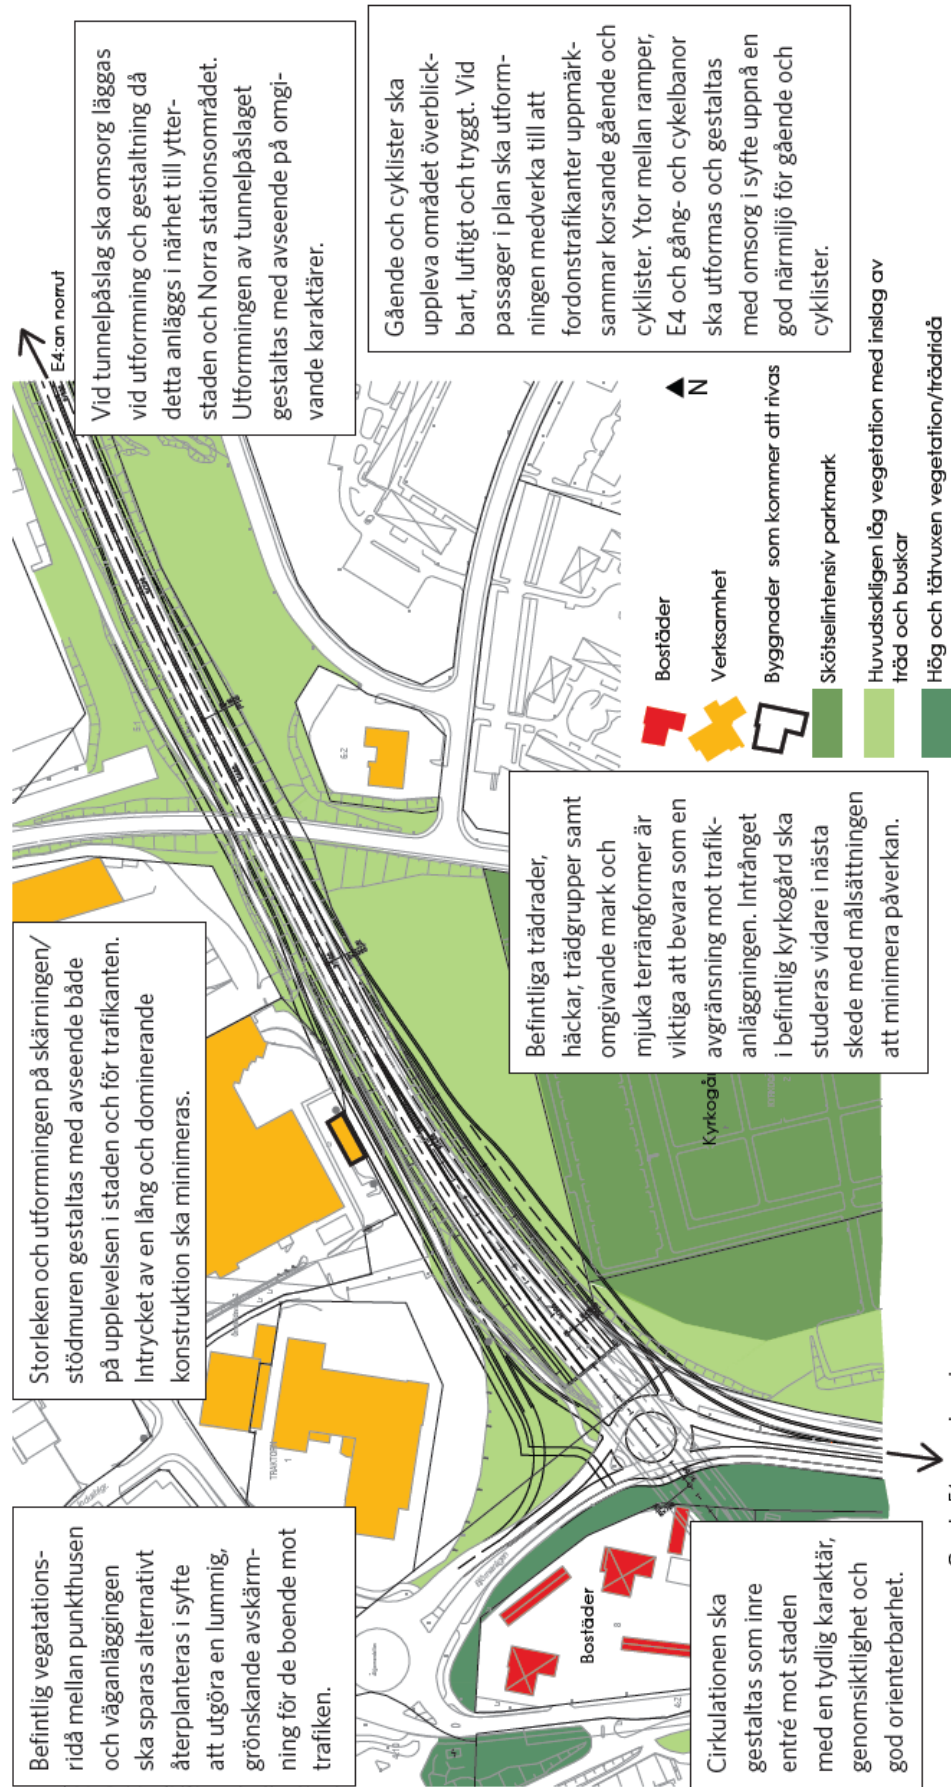 Befintlig vegatations-
ridå mellan punkthusen
och väganläggingen
ska sparas alternativt
återplanteras i syfte
att utgöra en lummig,
grönskande avskärm-
ning för de boende mot
trafiken.
Storleken och utformningen på skärningen/
stödmuren gestaltas med avseende både
på upplevelsen i staden och för trafikanten.
Intrycket av en lång och dominerande
konstruktion ska minimeras.
E4:an norrut
Vid tunnelpåslag ska omsorg läggas
vid utformning och gestaltning då
detta anläggs i närhet till ytter-
staden och Norra stationsområdet.
Utformningen av tunnelpåslaget
gestaltas med avseende på omgi-
vande karaktärer.
Gående och cyklister ska
uppleva området överblick-
bart, luftigt och tryggt. Vid
passager i plan ska utform-
ningen medverka till att
fordonstrafikanter uppmärk-
sammar korsande gående och
cyklister. Ytor mellan ramper,
E4 och gång- och cykelbanor
ska utformas och gestaltas
med omsorg i syfte uppnå en
god närmiljö för gående och
cyklister.
TRAKTORN
1
6:2
Bostäder
8
Cirkulationen ska
gestaltas som inre
entré mot staden
med en tydlig karaktär,
genomsiktlighet och
god orienterbarhet.
Kyrkogår
Befintliga trädrader,
häckar, trädgrupper samt
omgivande mark och
mjuka terrängformer är
viktiga att bevara som en
avgränsning mot trafik-
anläggningen. Intrånget
i befintlig kyrkogård ska
studeras vidare i nästa
skede med målsättningen
att minimera påverkan.
N
Bostäder
Verksamhet
Byggnader som kommer att rivas
Skötselintensiv parkmark
Huvudsakligen låg vegetation med inslag av
träd och buskar
Hög och tätvuxen vegetation/trädridå